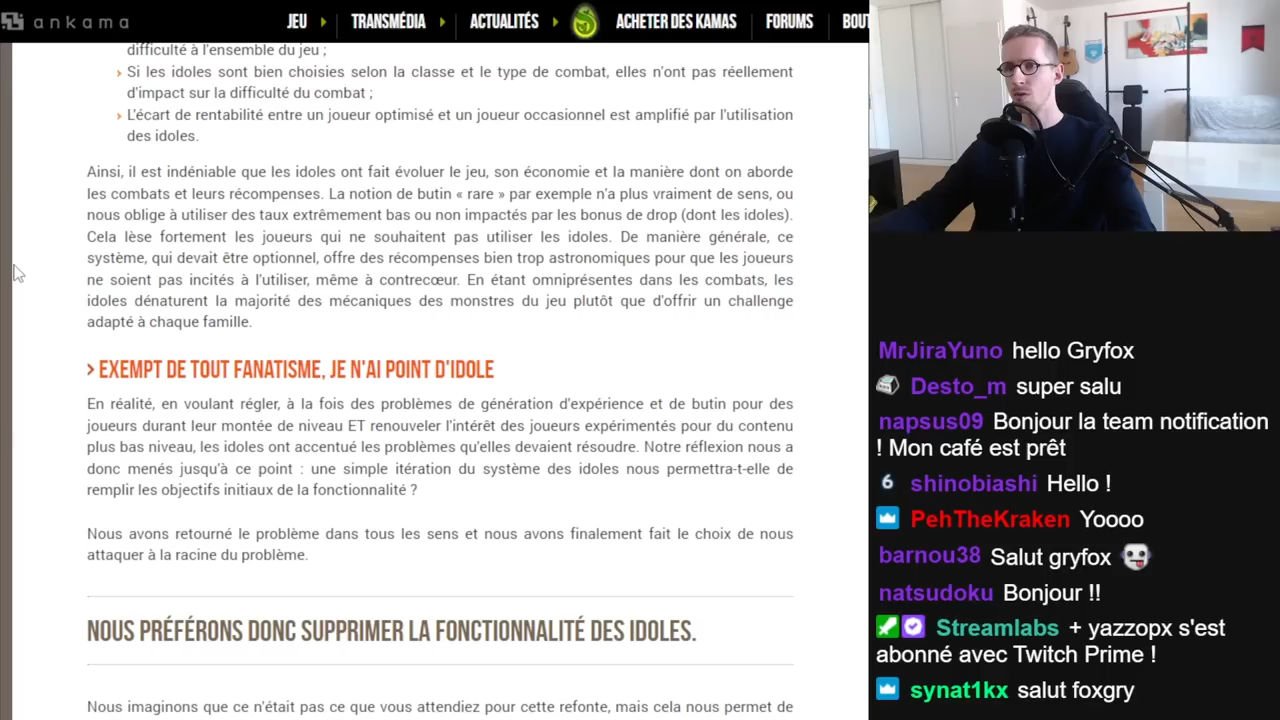 ankama
JEU
TRANSMÉDIA
ACTUALITÉS
ACHETER DES KAMAS
FORUMS
BOUT
difficulté à l'ensemble du jeu ;
Si les idoles sont bien choisies selon la classe et le type de combat, elles n'ont pas réellement
d'impact sur la difficulté du combat ;
L'écart de rentabilité entre un joueur optimisé et un joueur occasionnel est amplifié par l'utilisation
des idoles.
Ainsi, il est indéniable que les idoles ont fait évoluer le jeu, son économie et la manière dont on aborde
les combats et leurs récompenses. La notion de butin « rare » par exemple n'a plus vraiment de sens, ou
nous oblige à utiliser des taux extrêmement bas ou non impactés par les bonus de drop (dont les idoles).
Cela lèse fortement les joueurs qui ne souhaitent pas utiliser les idoles. De manière générale, ce
système, qui devait être optionnel, offre des récompenses bien trop astronomiques pour que les joueurs
ne soient pas incités à l'utiliser, même à contrecœur. En étant omniprésentes dans les combats, les
idoles dénaturent la majorité des mécaniques des monstres du jeu plutôt que d'offrir un challenge
adapté à chaque famille.
> EXEMPT DE TOUT FANATISME, JE N'AI POINT D'IDOLE
En réalité, en voulant régler, à la fois des problèmes de génération d'expérience et de butin pour des
joueurs durant leur montée de niveau ET renouveler l'intérêt des joueurs expérimentés pour du contenu
plus bas niveau, les idoles ont accentué les problèmes qu'elles devaient résoudre. Notre réflexion nous a
donc menés jusqu'à ce point : une simple itération du système des idoles nous permettra-t-elle de
remplir les objectifs initiaux de la fonctionnalité ?
Nous avons retourné le problème dans tous les sens et nous avons finalement fait le choix de nous
attaquer à la racine du problème.
NOUS PRÉFÉRONS DONC SUPPRIMER LA FONCTIONNALITÉ DES IDOLES.
Nous imaginons que ce n'était pas ce que vous attendiez pour cette refonte, mais cela nous permet de
MrJiraYuno hello Gryfox
Desto_m super salu
napsus09 Bonjour la team notification
! Mon café est prêt
6 shinobiashi Hello !
PehTheKraken Yoooo
barnou38 Salut gryfox
natsudoku Bonjour !!
Streamlabs + yazzopx s'est
abonné avec Twitch Prime !
synat1kx salut foxgry